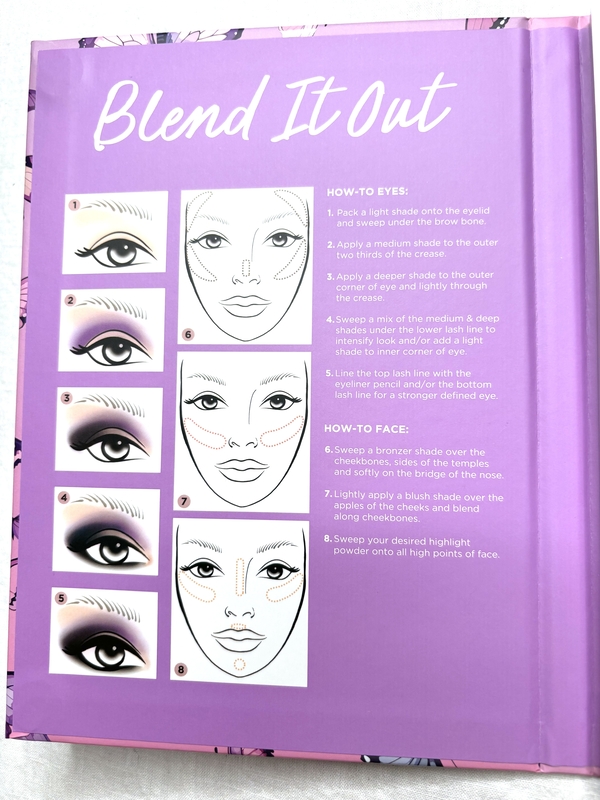 Blend It Out
HOW-TO EYES:
1. Pack a light shade onto the eyelid
and sweep under the brow bone.
2. Apply a medium shade to the outer
two thirds of the crease.
3. Apply a deeper shade to the outer
corner of eye and lightly through
the crease.
4. Sweep a mix of the medium & deep
shades under the lower lash line to
intensify look and/or add a light
shade to inner corner of eye.
5. Line the top lash line with the
eyeliner pencil and/or the bottom
lash line for a stronger defined eye.
HOW-TO FACE:
6. Sweep a bronzer shade over the
cheekbones, sides of the temples
and softly on the bridge of the nose.
7. Lightly apply a blush shade over the
apples of the cheeks and blend
along cheekbones.
8. Sweep your desired highlight
powder onto all high points of face.
1
2
3
4
5
6
7
8